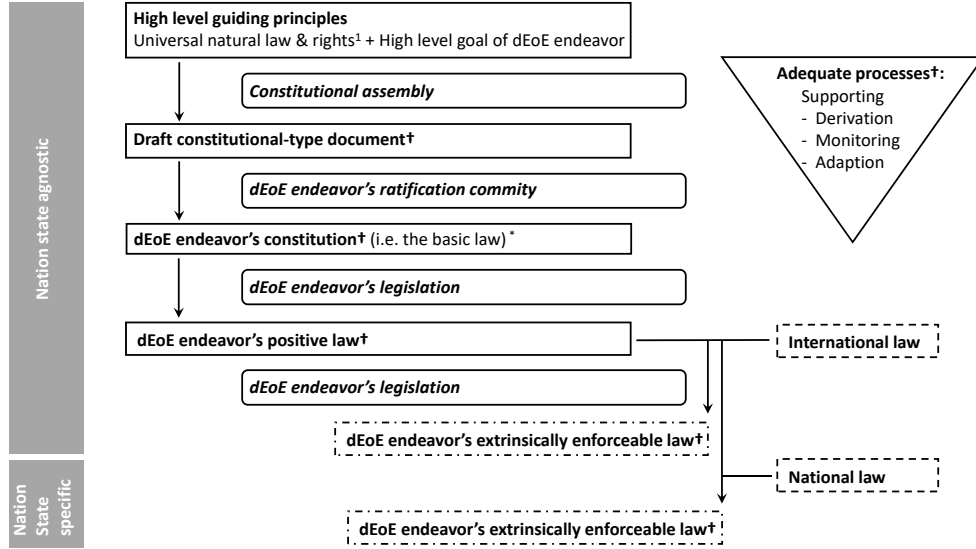 High level guiding principles
Universal natural law & rights¹ + High level goal of dEoE endeavor
Constitutional assembly
Draft constitutional-type document†
dEoE endeavor’s ratification commity
dEoE endeavor’s constitution† (i.e. the basic law) *
dEoE endeavor’s legislation
dEoE endeavor’s positive law†
dEoE endeavor’s legislation
dEoE endeavor’s extrinsically enforceable law†
dEoE endeavor’s extrinsically enforceable law†
International law
National law
Adequate processes†:
Supporting
- Derivation
- Monitoring
- Adaption
Nation state agnostic
Nation
State
specific